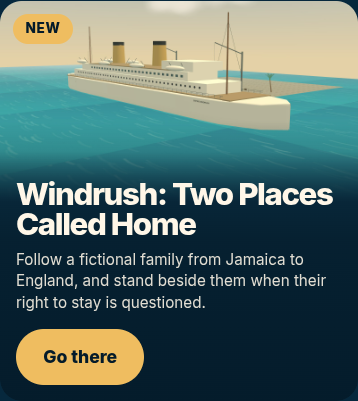 NEW
Windrush: Two Places
Called Home
Follow a fictional family from Jamaica to
England, and stand beside them when their
right to stay is questioned.
Go there